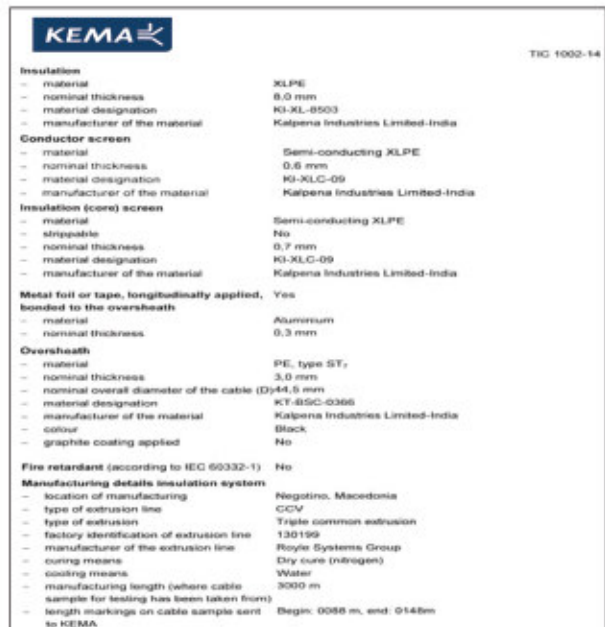 KEMA
TIC 1002-14
Insulation
– material XLPE
– nominal thickness 8,0 mm
– material designation KI-XL-8503
– manufacturer of the material Kalpena Industries Limited-India
Conductor screen
– material Semi-conducting XLPE
– nominal thickness 0.6 mm
– material designation KI-XLC-09
– manufacturer of the material Kalpena Industries Limited-India
Insulation (core) screen
– material Semi-conducting XLPE
– strippable No
– nominal thickness 0,7 mm
– material designation KI-XLC-09
– manufacturer of the material Kalpena Industries Limited-India
Metal foil or tape, longitudinally applied, Yes
bonded to the oversheath
– material Aluminium
– nominal thickness 0,3 mm
Oversheath
– material PE, type ST₇
– nominal thickness 3,0 mm
– nominal overall diameter of the cable (D) 44,5 mm
– material designation KT-BSC-0366
– manufacturer of the material Kalpena Industries Limited-India
– colour Black
– graphite coating applied No
Fire retardant (according to IEC 60332-1) No
Manufacturing details insulation system
– location of manufacturing Negotino, Macedonia
– type of extrusion line CCV
– type of extrusion Triple common extrusion
– factory identification of extrusion line 130199
– manufacturer of the extrusion line Royle Systems Group
– curing means Dry cure (nitrogen)
– cooling means Water
– manufacturing length (where cable 3000 m
sample for testing has been taken from)
– length markings on cable sample sent Begin: 0088 m, end: 0148m
to KEMA